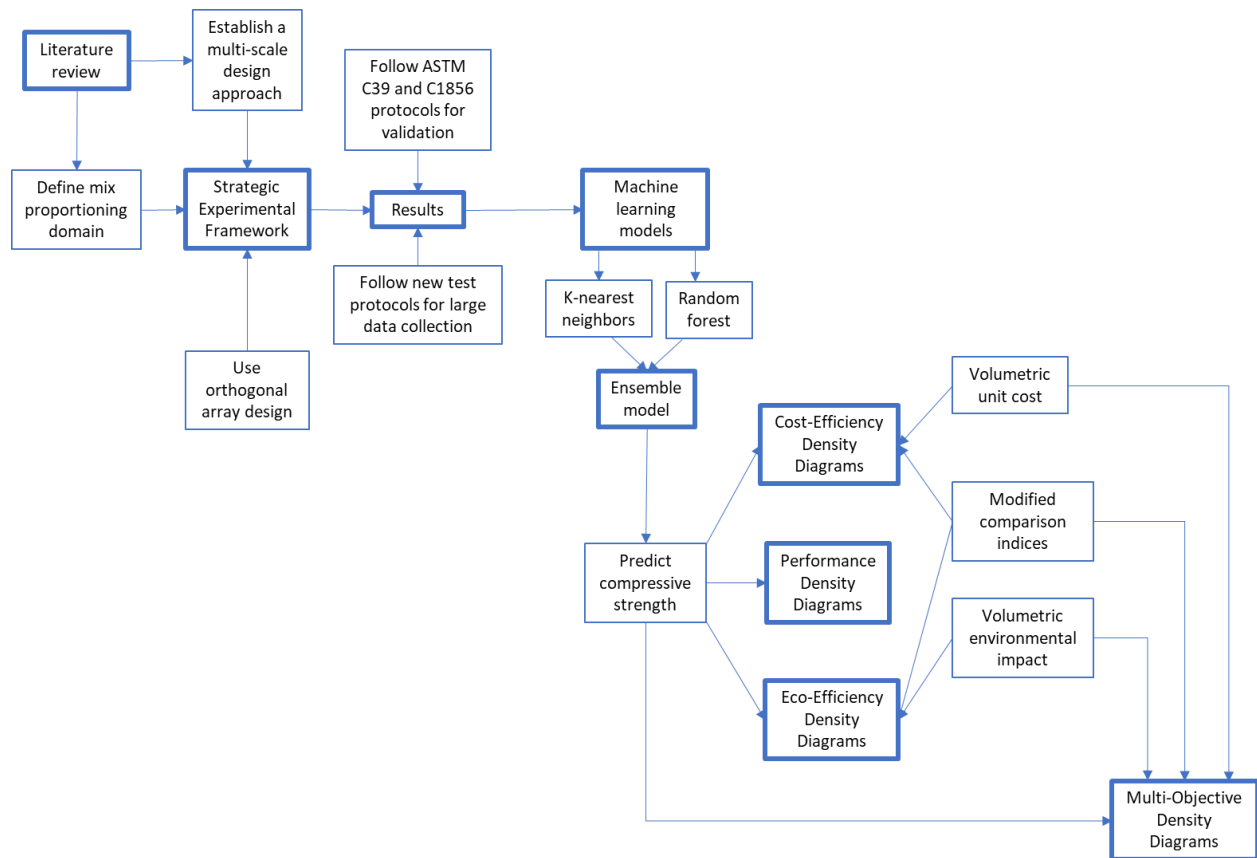 Literature
review
Establish a
multi-scale
design
approach
Follow ASTM
C39 and C1856
protocols for
validation
Define mix
proportioning
domain
Strategic
Experimental
Framework
Results
Machine
learning
models
Follow new test
protocols for large
data collection
K-nearest
neighbors
Random
forest
Use
orthogonal
array design
Ensemble
model
Volumetric
unit cost
Cost-Efficiency
Density
Diagrams
Modified
comparison
indices
Predict
compressive
strength
Performance
Density
Diagrams
Volumetric
environmental
impact
Eco-Efficiency
Density
Diagrams
Multi-Objective
Density
Diagrams